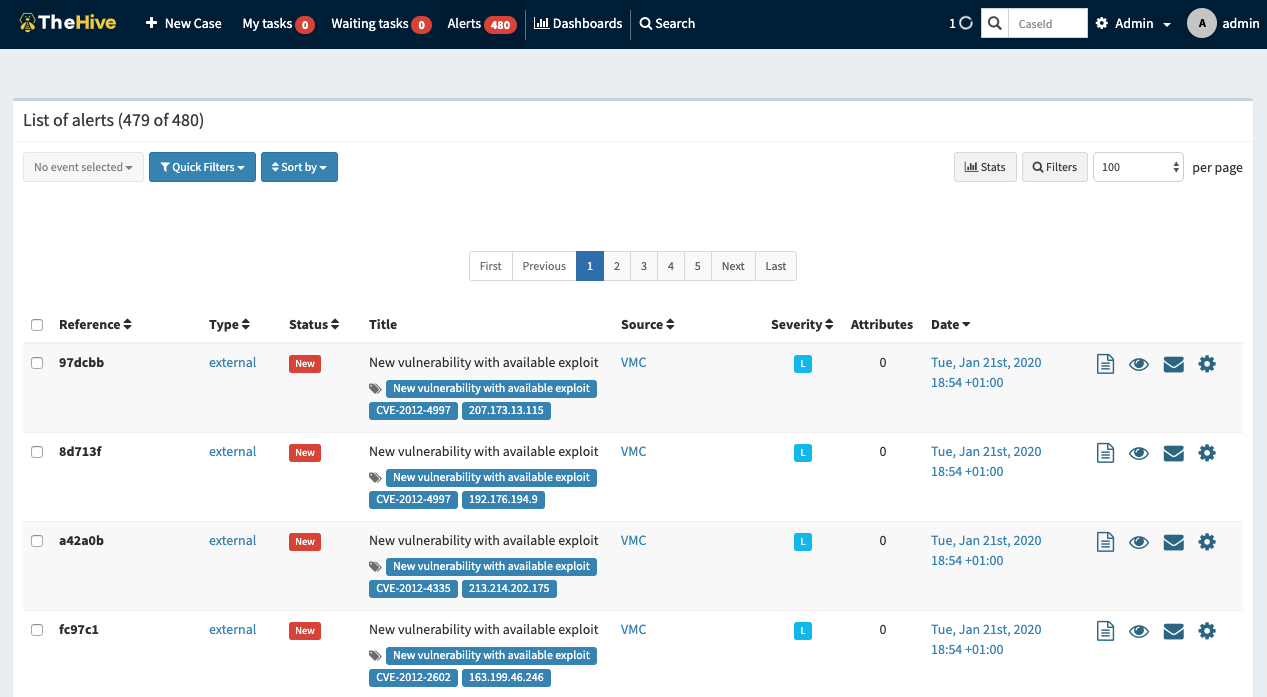 TheHive New Case My tasks 0 Waiting tasks 0 Alerts 480 Dashboards Search 1 CaseId Admin A admin
List of alerts (479 of 480)
No event selected Quick Filters Sort by Stats Filters 100 per page
First Previous 1 2 3 4 5 Next Last
Reference Type Status Title Source Severity Attributes Date
97dcbb external New New vulnerability with available exploit VMC L 0 Tue, Jan 21st, 2020
18:54 +01:00
New vulnerability with available exploit
CVE-2012-4997 207.173.13.115
8d713f external New New vulnerability with available exploit VMC L 0 Tue, Jan 21st, 2020
18:54 +01:00
New vulnerability with available exploit
CVE-2012-4997 192.176.194.9
a42a0b external New New vulnerability with available exploit VMC L 0 Tue, Jan 21st, 2020
18:54 +01:00
New vulnerability with available exploit
CVE-2012-4335 213.214.202.175
fc97c1 external New New vulnerability with available exploit VMC L 0 Tue, Jan 21st, 2020
18:54 +01:00
New vulnerability with available exploit
CVE-2012-2602 163.199.46.246